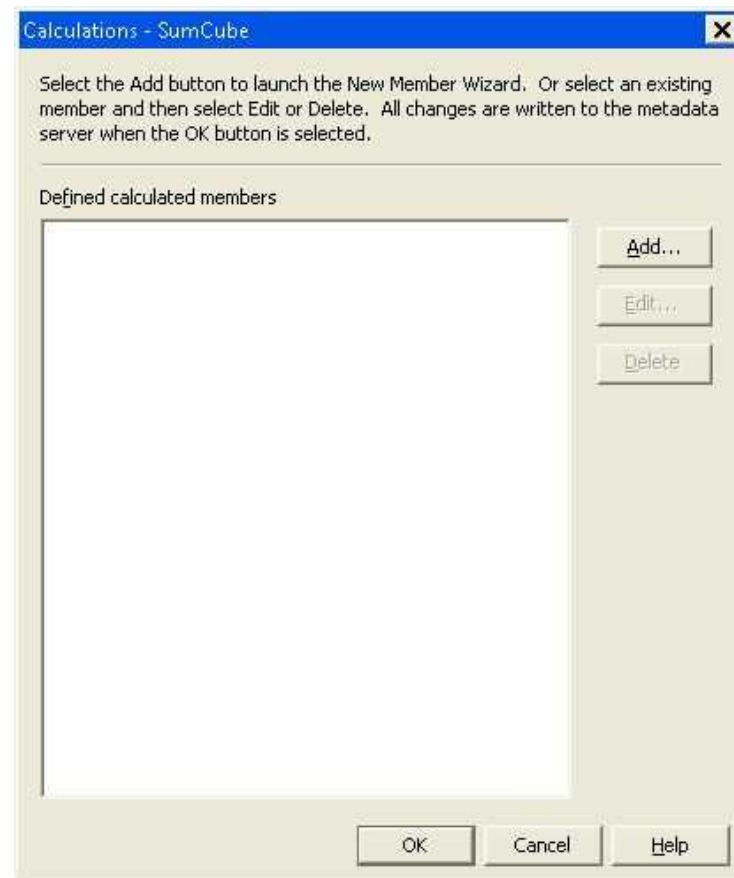 Calculations - SumCube
Select the Add button to launch the New Member Wizard. Or select an existing
member and then select Edit or Delete. All changes are written to the metadata
server when the OK button is selected.
Defined calculated members
Add...
Edit...
Delete
OK
Cancel
Help